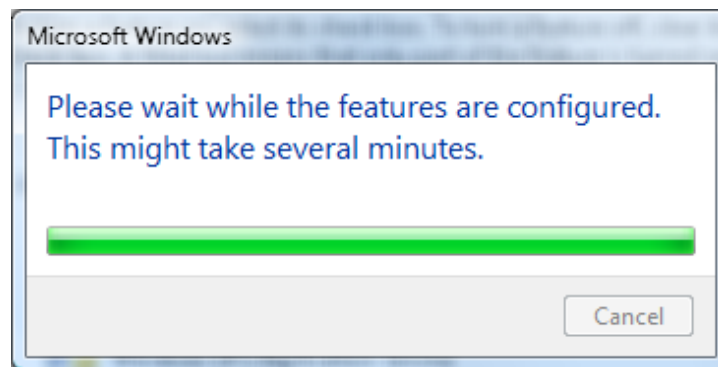 Microsoft Windows
Please wait while the features are configured.
This might take several minutes.
Cancel